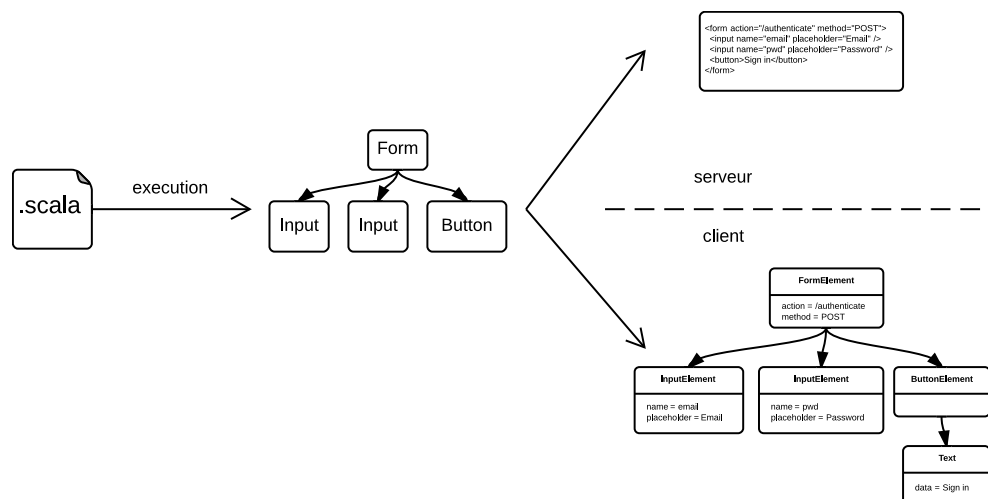 <form action="/authenticate" method="POST">
<input name="email" placeholder="Email" />
<input name="pwd" placeholder="Password" />
<button>Sign in</button>
</form>
Form
execution
serveur
.scala
Input
Input
Button
client
FormElement
action = /authenticate
method = POST
InputElement
name = email
placeholder = Email
InputElement
name = pwd
placeholder = Password
ButtonElement
Text
data = Sign in